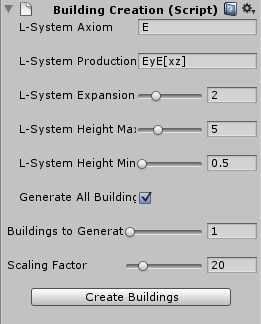 Building Creation (Script)
L-System Axiom E
L-System Production EyE[xz]
L-System Expansion 2
L-System Height Max 5
L-System Height Min 0.5
Generate All Building
Buildings to Generat 1
Scaling Factor 20
Create Buildings